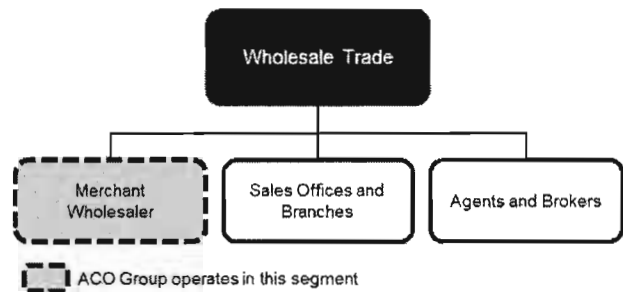 Wholesale Trade
Merchant
Wholesaler
Sales Offices and
Branches
Agents and Brokers
ACO Group operates in this segment